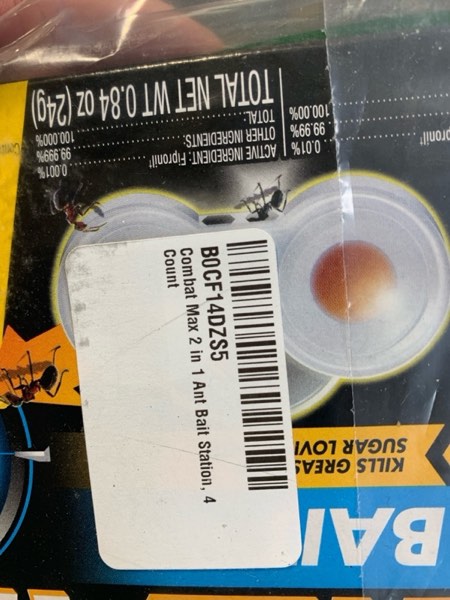 BAI
KILLS GREAS
SUGAR LOVI
B0CF14DZS5
Combat Max 2 in 1 Ant Bait Station, 4
Count
0.01%
99.99%
100.00%
ACTIVE INGREDIENT: Fipronil† 0.001%
OTHER INGREDIENTS: 99.999%
TOTAL 100.000%
TOTAL NET WT 0.84 oz (24g)